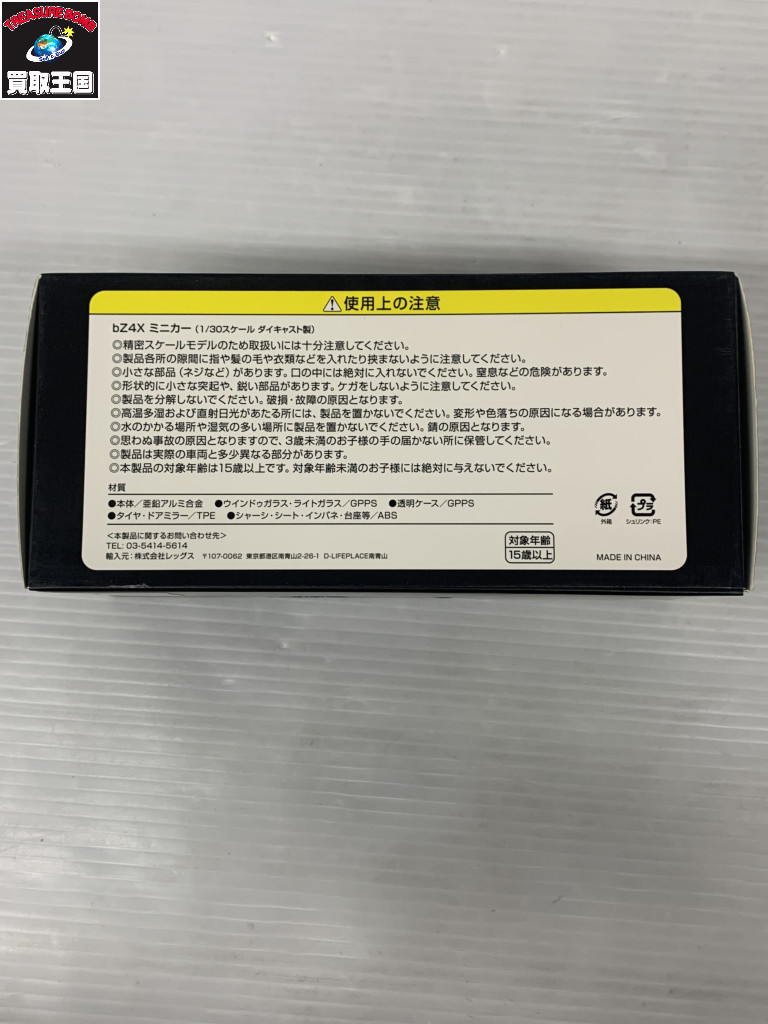 TREASURE BOMB
買取王国
⚠使用上の注意
bZ4X ミニカー (1/30スケール ダイキャスト製)
◎精密スケールモデルのため取扱いには十分注意してください。
◎製品各所の隙間に指や髪の毛や衣類などを入れたり挟まないように注意してください。
◎小さな部品(ネジなど)があります。口の中には絶対に入れないでください。窒息などの危険があります。
◎形状的に小さな突起や、鋭い部品があります。ケガをしないように注意してください。
◎製品を分解しないでください。破損・故障の原因となります。
◎高温多湿および直射日光があたる所には、製品を置かないでください。変形や色落ちの原因になる場合があります。
◎水のかかる場所や湿気の多い場所に製品を置かないでください。錆の原因となります。
◎思わぬ事故の原因となりますので、3歳未満のお子様の手の届かない所に保管してください。
◎製品は実際の車両と多少異なる部分があります。
◎本製品の対象年齢は15歳以上です。対象年齢未満のお子様には絶対に与えないでください。
材質
●本体/亜鉛アルミ合金 ●ウインドゥガラス・ライトガラス/GPPS ●透明ケース/GPPS
●タイヤ・ドアミラー/TPE ●シャーシ・シート・インパネ・台座等/ABS
紙 プラ
外箱 シュリンク:PE
<本製品に関するお問い合わせ先>
TEL: 03-5414-5614
輸入元:株式会社レッグス 〒107-0062 東京都港区南青山2-26-1 D-LIFEPLACE南青山
対象年齢
15歳以上
MADE IN CHINA